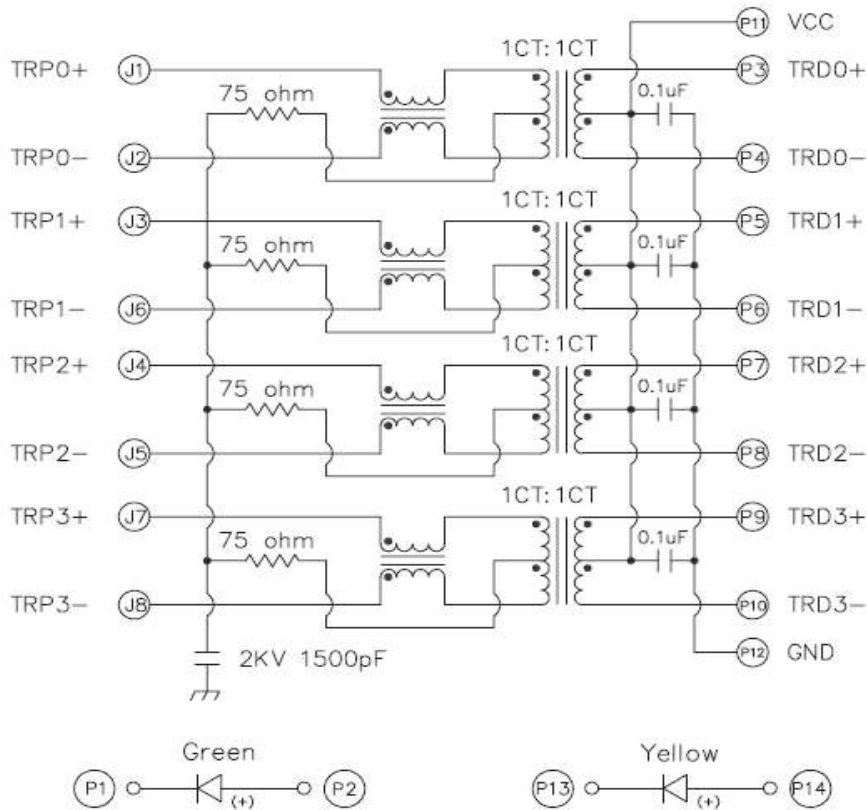 P11 VCC
1CT: 1CT
TRP0+ J1 P3 TRD0+
75 ohm 0.1uF
TRP0- J2 P4 TRD0-
1CT: 1CT
TRP1+ J3 P5 TRD1+
75 ohm 0.1uF
TRP1- J6 P6 TRD1-
1CT: 1CT
TRP2+ J4 P7 TRD2+
75 ohm 0.1uF
TRP2- J5 P8 TRD2-
1CT: 1CT
TRP3+ J7 P9 TRD3+
75 ohm 0.1uF
TRP3- J8 P10 TRD3-
2KV 1500pF P12 GND
Green Yellow
P1 (+) P2 P13 (+) P14